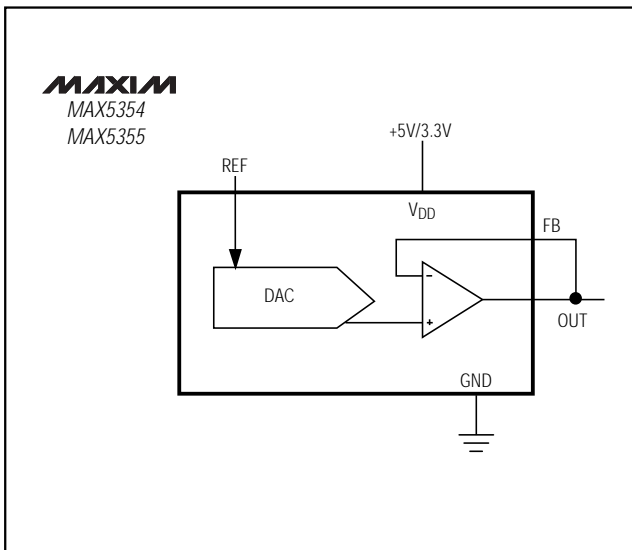 MAXIM
MAX5354
MAX5355
+5V/3.3V
REF
VDD
FB
DAC
−
+
OUT
GND